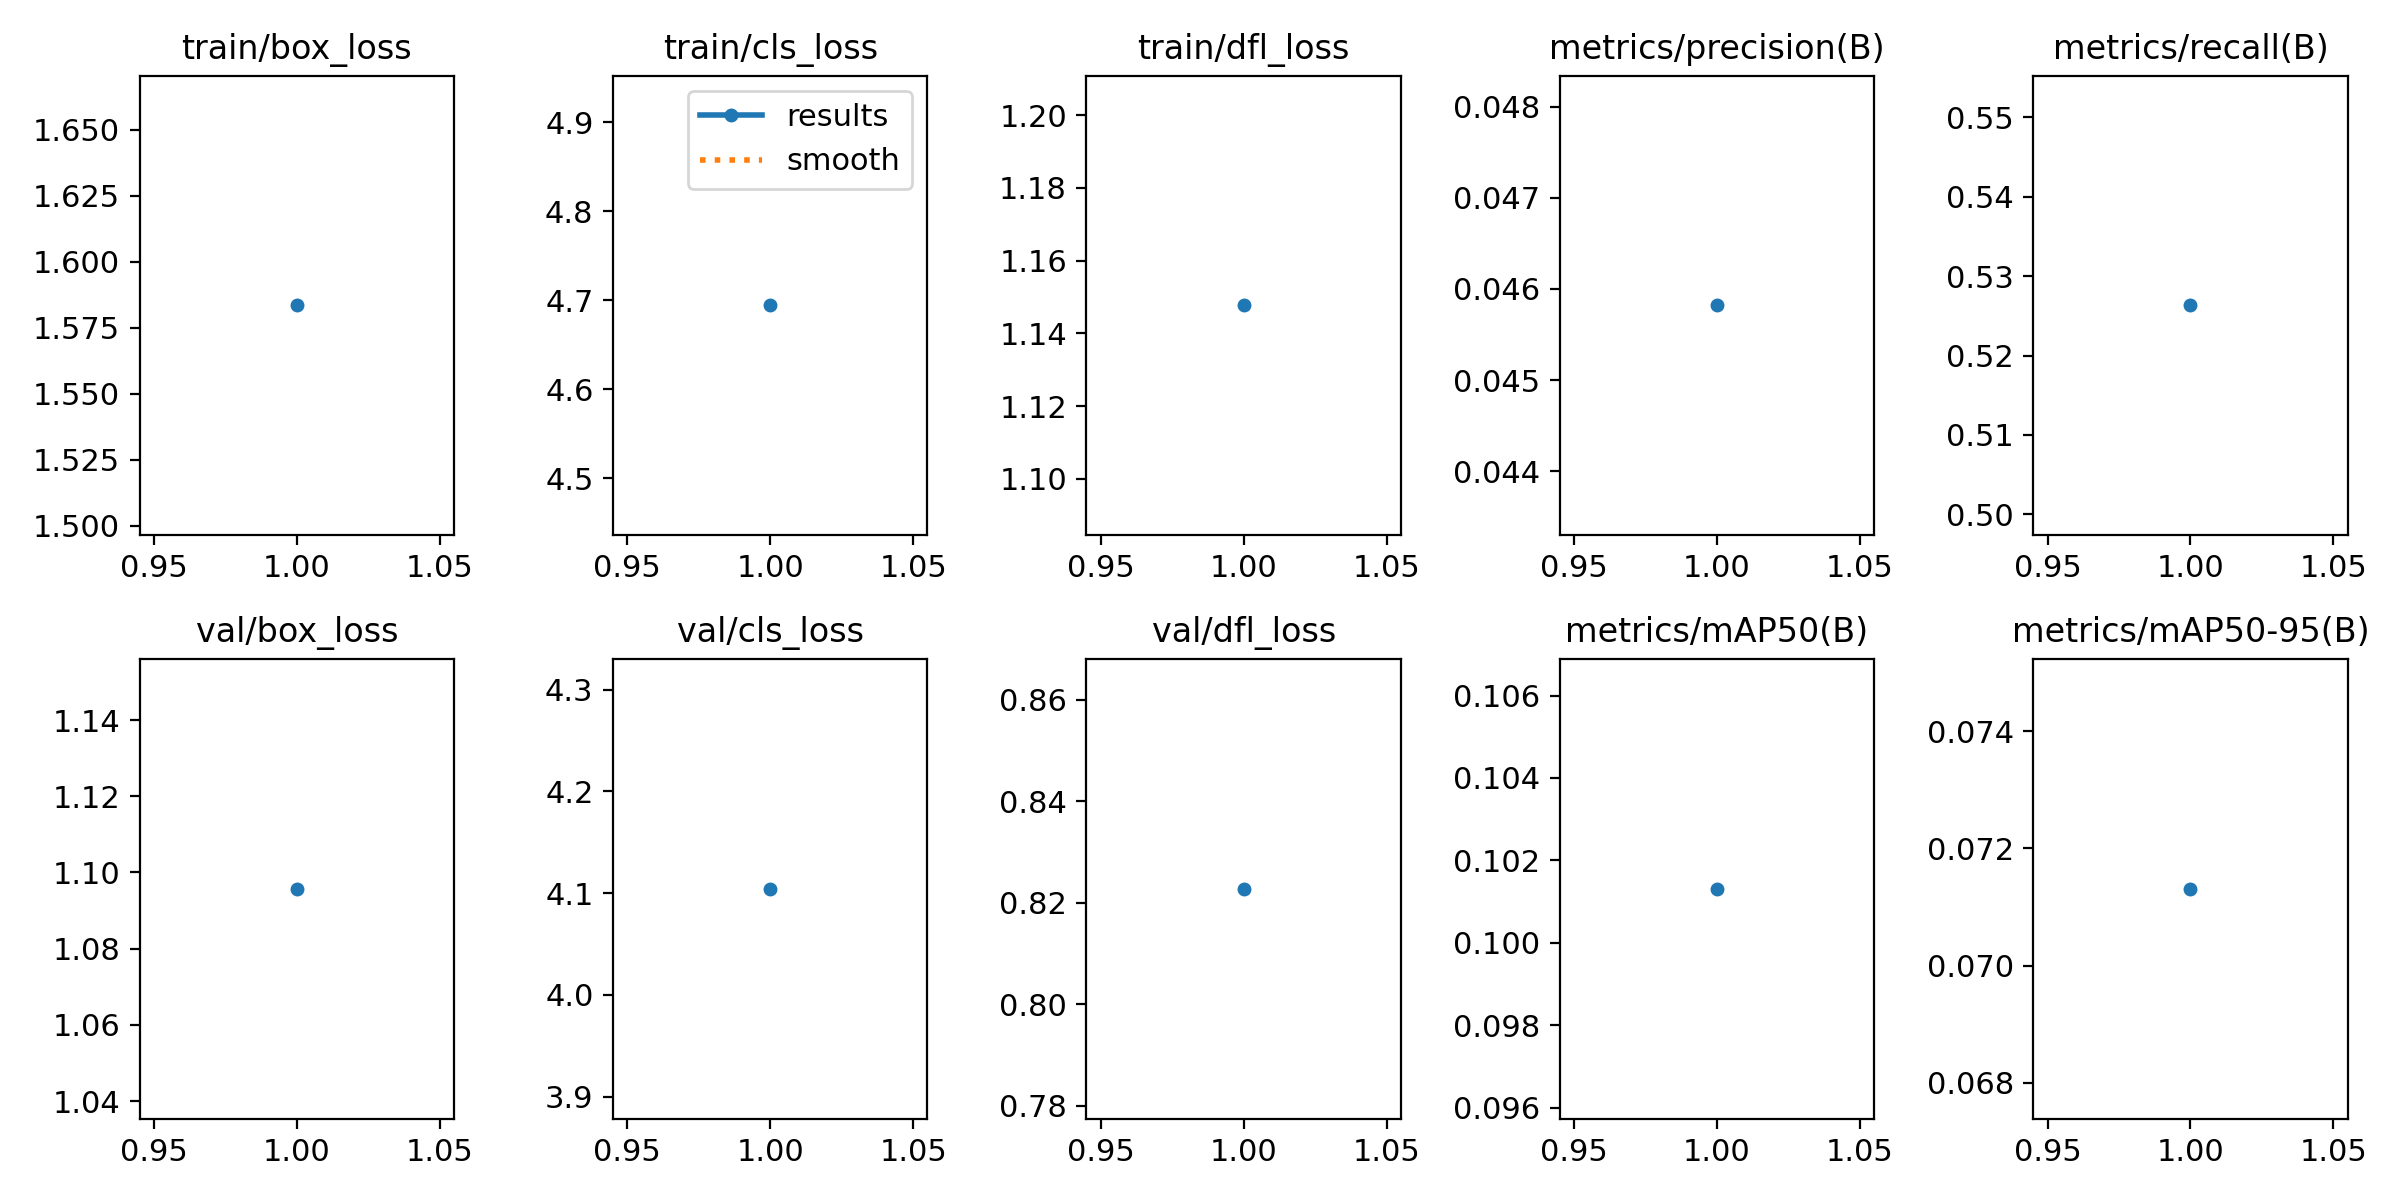 train/box_loss
1.650
1.625
1.600
1.575
1.550
1.525
1.500
0.95 1.00 1.05
train/cls_loss
results
smooth
4.9
4.8
4.7
4.6
4.5
0.95 1.00 1.05
train/dfl_loss
1.20
1.18
1.16
1.14
1.12
1.10
0.95 1.00 1.05
metrics/precision(B)
0.048
0.047
0.046
0.045
0.044
0.95 1.00 1.05
metrics/recall(B)
0.55
0.54
0.53
0.52
0.51
0.50
0.95 1.00 1.05
val/box_loss
1.14
1.12
1.10
1.08
1.06
1.04
0.95 1.00 1.05
val/cls_loss
4.3
4.2
4.1
4.0
3.9
0.95 1.00 1.05
val/dfl_loss
0.86
0.84
0.82
0.80
0.78
0.95 1.00 1.05
metrics/mAP50(B)
0.106
0.104
0.102
0.100
0.098
0.096
0.95 1.00 1.05
metrics/mAP50-95(B)
0.074
0.072
0.070
0.068
0.95 1.00 1.05